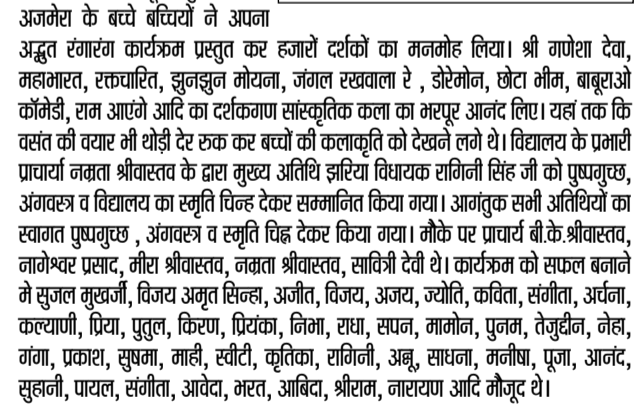 अजमेरा के बच्चे बच्चियों ने अपना
अद्भुत रंगारंग कार्यक्रम प्रस्तुत कर हजारों दर्शकों का मनमोह लिया। श्री गणेशा देवा,
महाभारत, रक्तचारित, झुनझुन मोयना, जंगल रखवाला रे , डोरेमोन, छोटा भीम, बाबूराओ
कॉमेडी, राम आएंगे आदि का दर्शकगण सांस्कृतिक कला का भरपूर आनंद लिए। यहां तक कि
वसंत की वयार भी थोड़ी देर रुक कर बच्चों की कलाकृति को देखने लगे थे। विद्यालय के प्रभारी
प्राचार्या नम्रता श्रीवास्तव के द्वारा मुख्य अतिथि झरिया विधायक रागिनी सिंह जी को पुष्पगुच्छ,
अंगवस्त्र व विद्यालय का स्मृति चिन्ह देकर सम्मानित किया गया। आगंतुक सभी अतिथियों का
स्वागत पुष्पगुच्छ , अंगवस्त्र व स्मृति चिह्न देकर किया गया। मौके पर प्राचार्य बी.के.श्रीवास्तव,
नागेश्वर प्रसाद, मीरा श्रीवास्तव, नम्रता श्रीवास्तव, सावित्री देवी थे। कार्यक्रम को सफल बनाने
मे सुजल मुखर्जी, विजय अमृत सिन्हा, अजीत, विजय, अजय, ज्योति, कविता, संगीता, अर्चना,
कल्याणी, प्रिया, पुतुल, किरण, प्रियंका, निभा, राधा, सपन, मामोन, पुनम, तेजुद्दीन, नेहा,
गंगा, प्रकाश, सुषमा, माही, स्वीटी, कृतिका, रागिनी, अन्नू, साधना, मनीषा, पूजा, आनंद,
सुहानी, पायल, संगीता, आवेदा, भरत, आबिदा, श्रीराम, नारायण आदि मौजूद थे।